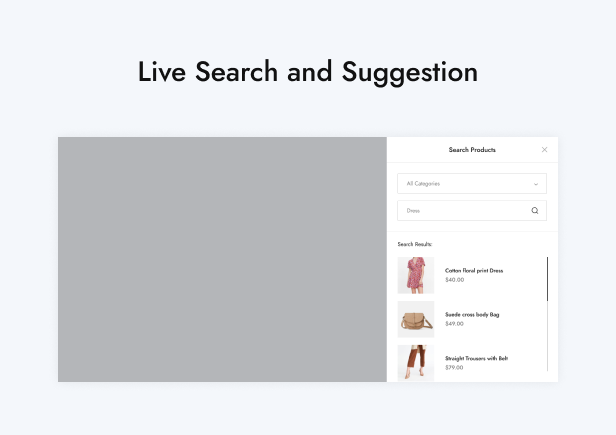 Live Search and Suggestion
Search Products
All Categories
Dress
Search Results:
Cotton floral print Dress
$40.00
Suede cross body Bag
$49.00
Straight Trousers with Belt
$79.00